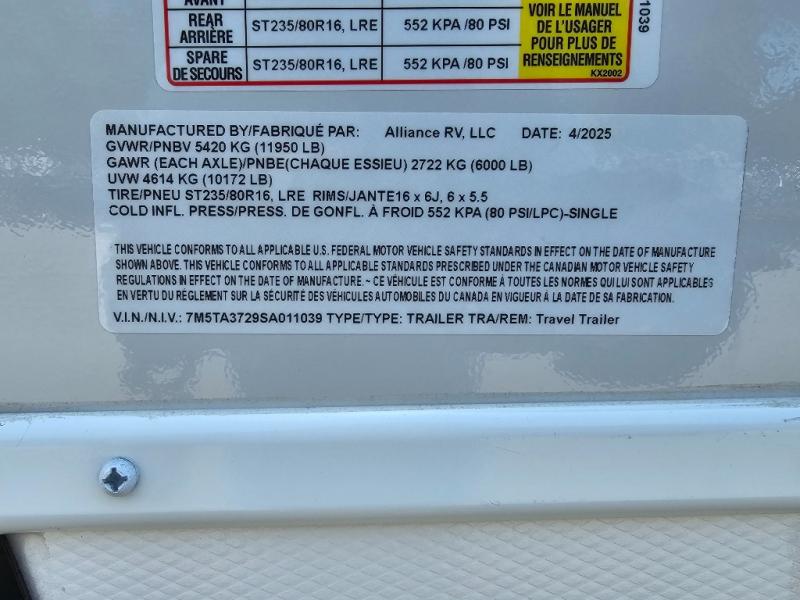 AVANT
REAR ARRIÈRE ST235/80R16, LRE 552 KPA /80 PSI
SPARE DE SECOURS ST235/80R16, LRE 552 KPA /80 PSI
VOIR LE MANUEL
DE L'USAGER
POUR PLUS DE
RENSEIGNEMENTS
KX2002
1039
MANUFACTURED BY/FABRIQUÉ PAR: Alliance RV, LLC DATE: 4/2025
GVWR/PNBV 5420 KG (11950 LB)
GAWR (EACH AXLE)/PNBE(CHAQUE ESSIEU) 2722 KG (6000 LB)
UVW 4614 KG (10172 LB)
TIRE/PNEU ST235/80R16, LRE RIMS/JANTE16 x 6J, 6 x 5.5
COLD INFL. PRESS/PRESS. DE GONFL. À FROID 552 KPA (80 PSI/LPC)-SINGLE
THIS VEHICLE CONFORMS TO ALL APPLICABLE U.S. FEDERAL MOTOR VEHICLE SAFETY STANDARDS IN EFFECT ON THE DATE OF MANUFACTURE
SHOWN ABOVE. THIS VEHICLE CONFORMS TO ALL APPLICABLE STANDARDS PRESCRIBED UNDER THE CANADIAN MOTOR VEHICLE SAFETY
REGULATIONS IN EFFECT ON THE DATE OF MANUFACTURE. ~ CE VÉHICULE EST CONFORME À TOUTES LES NORMES QUI LUI SONT APPLICABLES
EN VERTU DU RÈGLEMENT SUR LA SÉCURITÉ DES VÉHICULES AUTOMOBILES DU CANADA EN VIGUEUR À LA DATE DE SA FABRICATION.
V.I.N./N.I.V.: 7M5TA3729SA011039 TYPE/TYPE: TRAILER TRA/REM: Travel Trailer